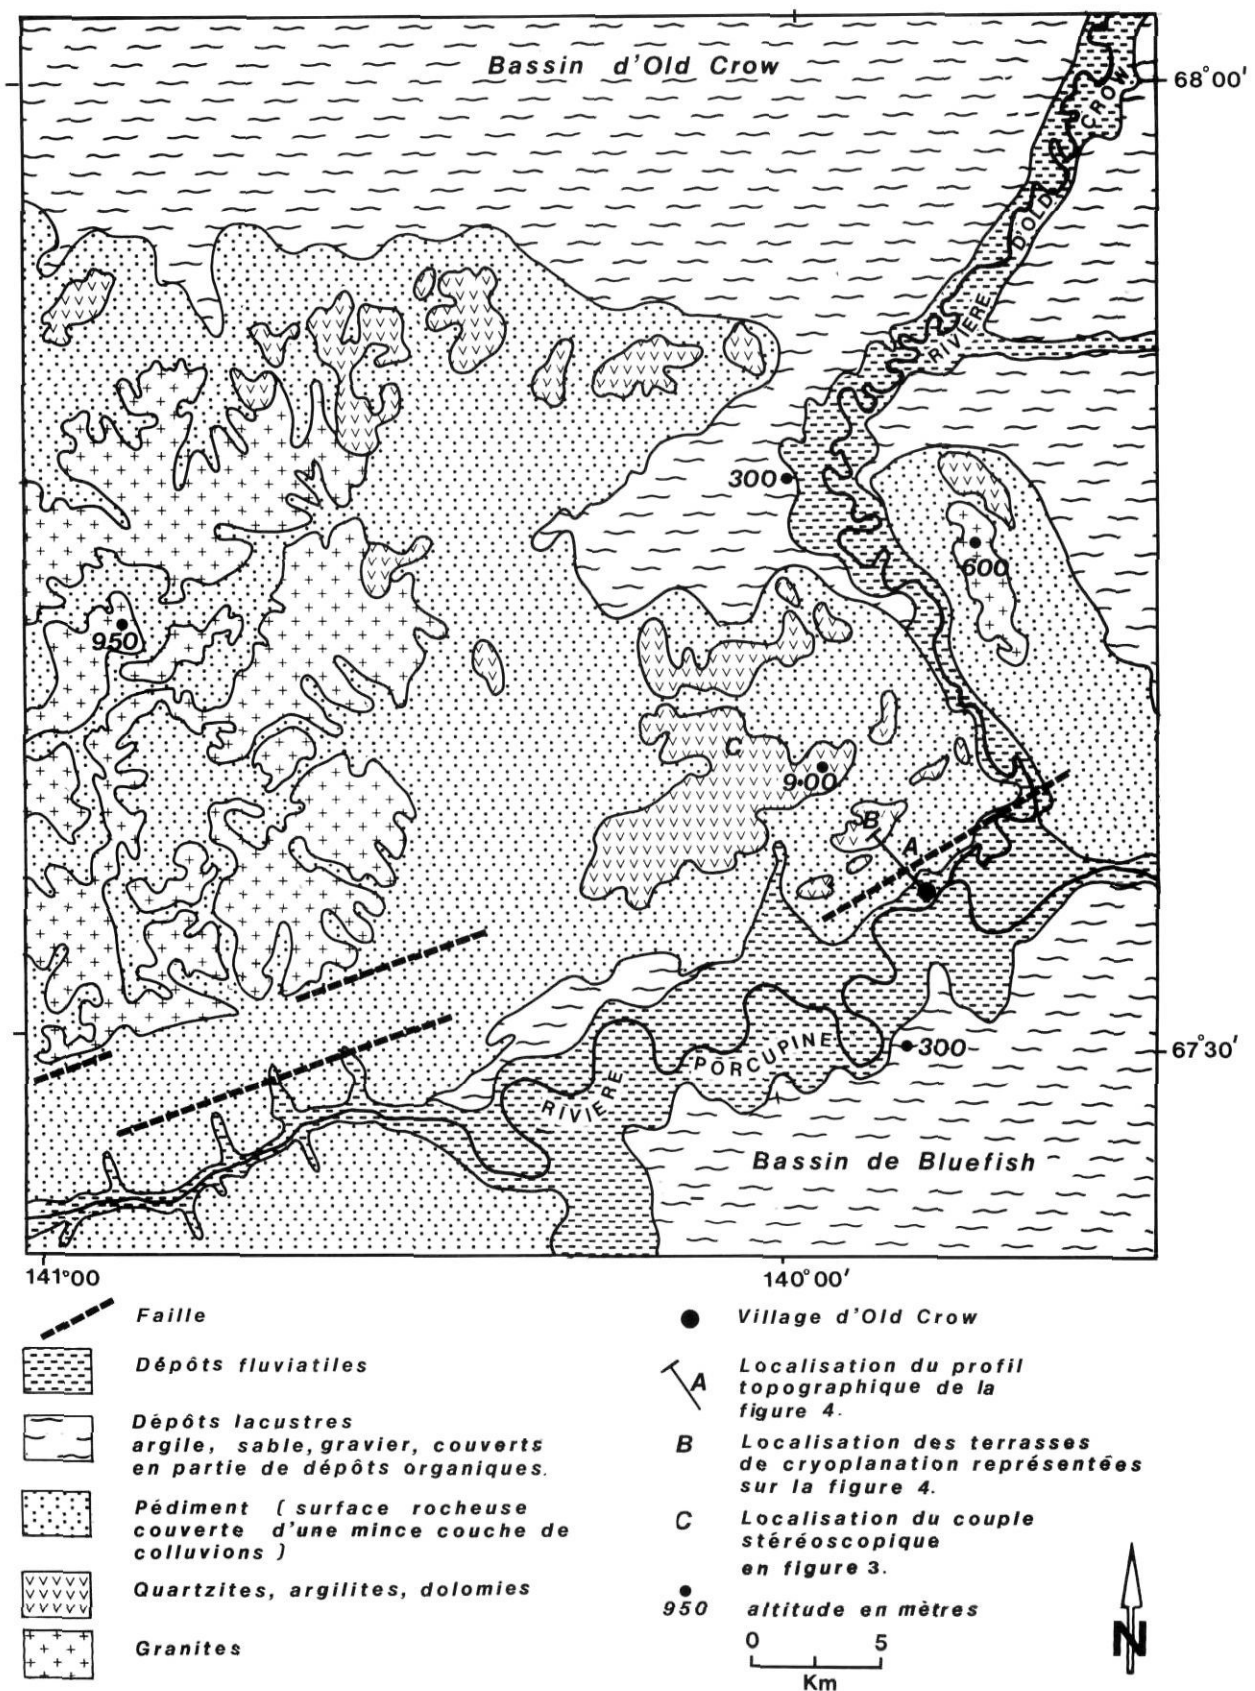 Bassin d'Old Crow
68°00'
RIVIERE D'OLD CROW
300
600
950
C
900
B
A
RIVIERE PORCUPINE
300
67°30'
Bassin de Bluefish
141°00
140°00'
Faille
Dépôts fluviatiles
Dépôts lacustres
argile, sable, gravier, couverts
en partie de dépôts organiques.
Pédiment ( surface rocheuse
couverte d'une mince couche de
colluvions )
Quartzites, argilites, dolomies
Granites
Village d'Old Crow
A
Localisation du profil
topographique de la
figure 4.
B
Localisation des terrasses
de cryoplanation représentées
sur la figure 4.
C
Localisation du couple
stéréoscopique
en figure 3.
950 altitude en mètres
0 5
Km
N